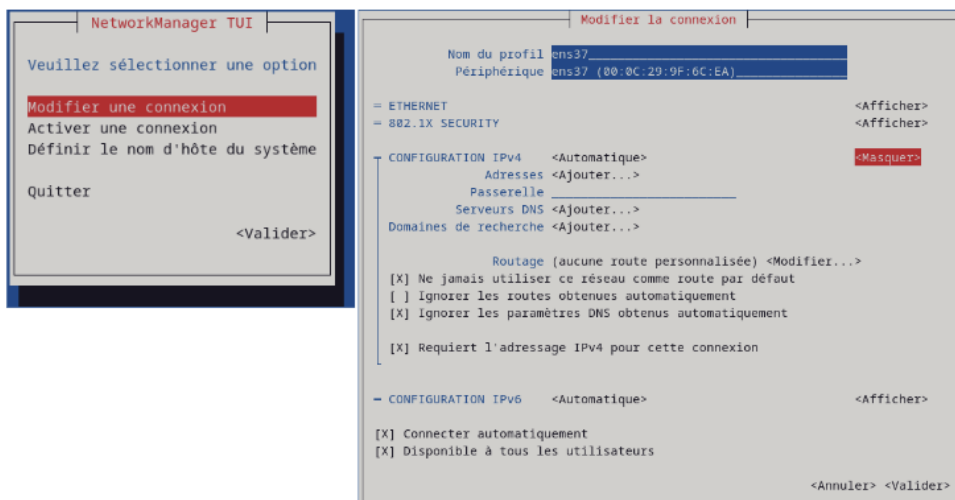 NetworkManager TUI
Veuillez sélectionner une option
Modifier une connexion
Activer une connexion
Définir le nom d'hôte du système
Quitter
<Valider>
Modifier la connexion
Nom du profil ens37
Périphérique ens37 (00:0C:29:9F:6C:EA)
= ETHERNET <Afficher>
= 802.1X SECURITY <Afficher>
CONFIGURATION IPv4 <Automatique> <Masquer>
Adresses <Ajouter...>
Passerelle
Serveurs DNS <Ajouter...>
Domaines de recherche <Ajouter...>
Routage (aucune route personnalisée) <Modifier...>
[X] Ne jamais utiliser ce réseau comme route par défaut
[ ] Ignorer les routes obtenues automatiquement
[X] Ignorer les paramètres DNS obtenus automatiquement
[X] Requiert l'adressage IPv4 pour cette connexion
= CONFIGURATION IPv6 <Automatique> <Afficher>
[X] Connecter automatiquement
[X] Disponible à tous les utilisateurs
<Annuler> <Valider>